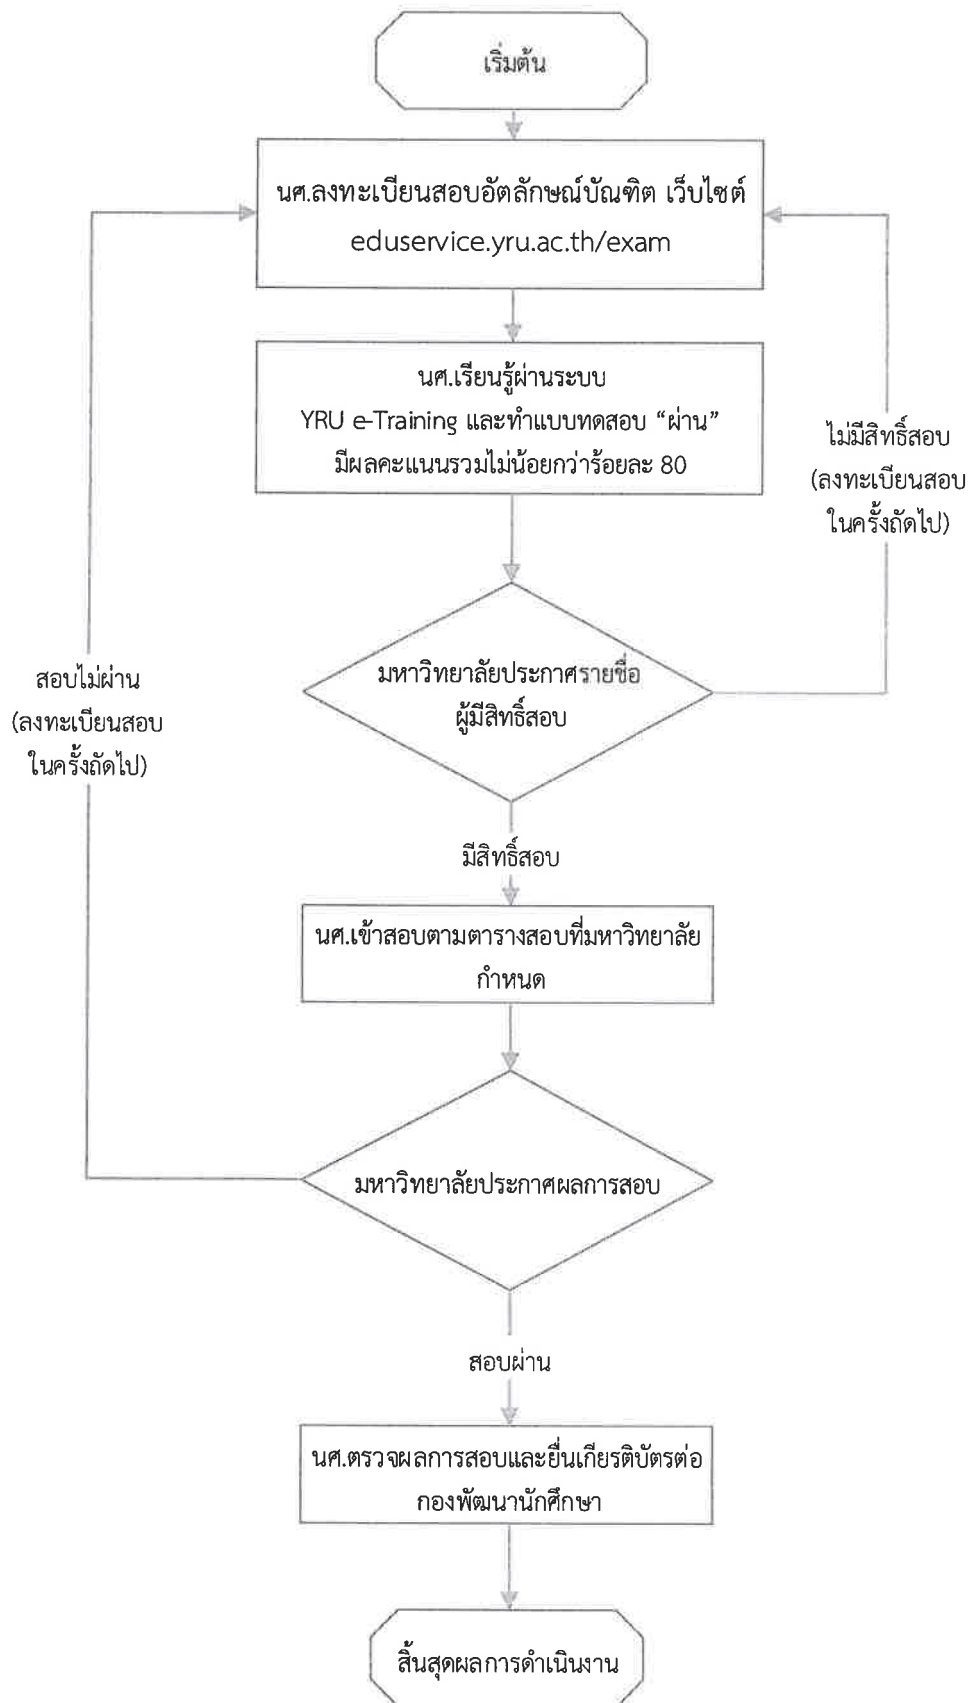 เริ่มต้น
นศ.ลงทะเบียนสอบอัตลักษณ์บัณฑิต เว็บไซต์
eduservice.yru.ac.th/exam
นศ.เรียนรู้ผ่านระบบ
YRU e-Training และทำแบบทดสอบ “ผ่าน”
มีผลคะแนนรวมไม่น้อยกว่าร้อยละ 80
ไม่มีสิทธิ์สอบ
(ลงทะเบียนสอบ
ในครั้งถัดไป)
มหาวิทยาลัยประกาศรายชื่อ
ผู้มีสิทธิ์สอบ
สอบไม่ผ่าน
(ลงทะเบียนสอบ
ในครั้งถัดไป)
มีสิทธิ์สอบ
นศ.เข้าสอบตามตารางสอบที่มหาวิทยาลัย
กำหนด
มหาวิทยาลัยประกาศผลการสอบ
สอบผ่าน
นศ.ตรวจผลการสอบและยื่นเกียรติบัตรต่อ
กองพัฒนานักศึกษา
สิ้นสุดผลการดำเนินงาน